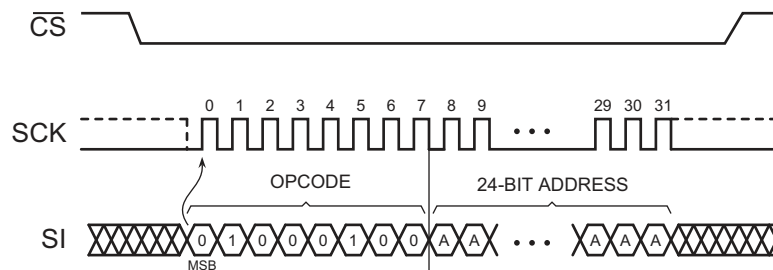 CS
0 1 2 3 4 5 6 7 8 9 29 30 31
SCK
OPCODE 24-BIT ADDRESS
SI 0 1 0 0 0 1 0 0 A A A A A
MSB